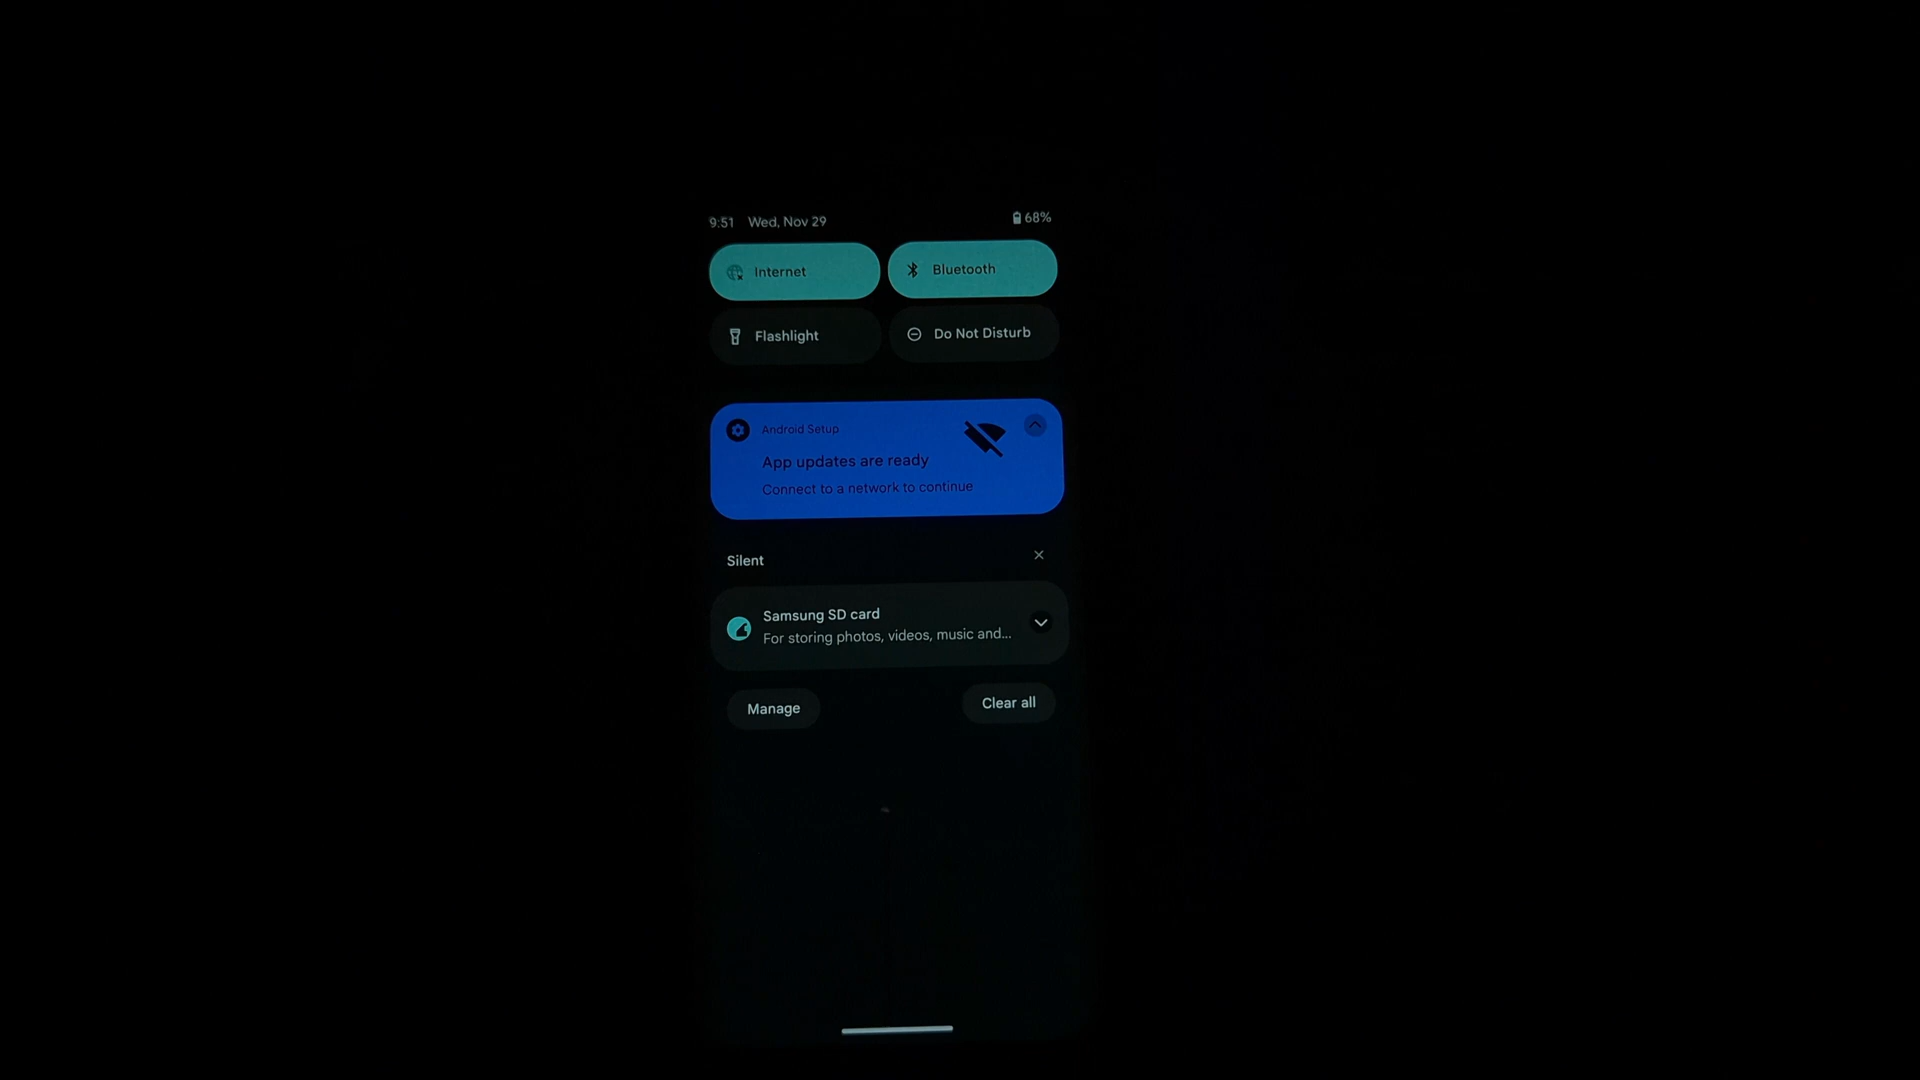 9:51 Wed, Nov 29 68%
Internet Bluetooth
Flashlight Do Not Disturb
Android Setup
App updates are ready
Connect to a network to continue
Silent
Samsung SD card
For storing photos, videos, music and...
Manage Clear all